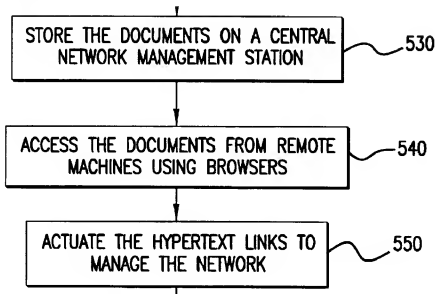 STORE THE DOCUMENTS ON A CENTRAL
NETWORK MANAGEMENT STATION
530
ACCESS THE DOCUMENTS FROM REMOTE
MACHINES USING BROWSERS
540
ACTUATE THE HYPERTEXT LINKS TO
MANAGE THE NETWORK
550